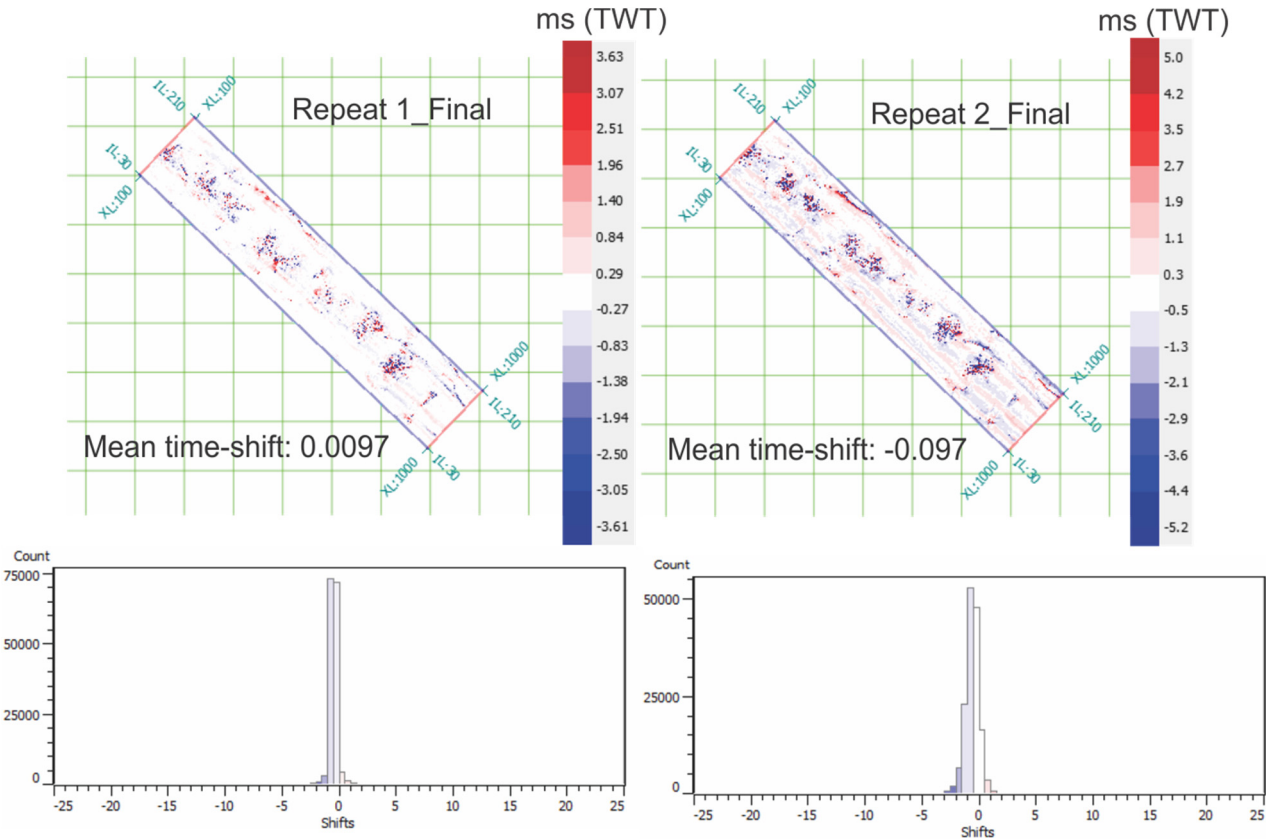 ms (TWT)
3.63
3.07
2.51
1.96
1.40
0.84
0.29
-0.27
-0.83
-1.38
-1.94
-2.50
-3.05
-3.61
Repeat 1_Final
IL:210
XL:100
IL:30
XL:100
XL:1000
IL:210
XL:1000
IL:30
Mean time-shift: 0.0097
ms (TWT)
5.0
4.2
3.5
2.7
1.9
1.1
0.3
-0.5
-1.3
-2.1
-2.9
-3.6
-4.4
-5.2
Repeat 2_Final
IL:210
XL:100
IL:30
XL:100
XL:1000
IL:210
XL:1000
IL:30
Mean time-shift: -0.097
Count
75000
50000
25000
0
-25 -20 -15 -10 -5 0 5 10 15 20 25
Shifts
Count
50000
25000
0
-25 -20 -15 -10 -5 0 5 10 15 20 25
Shifts